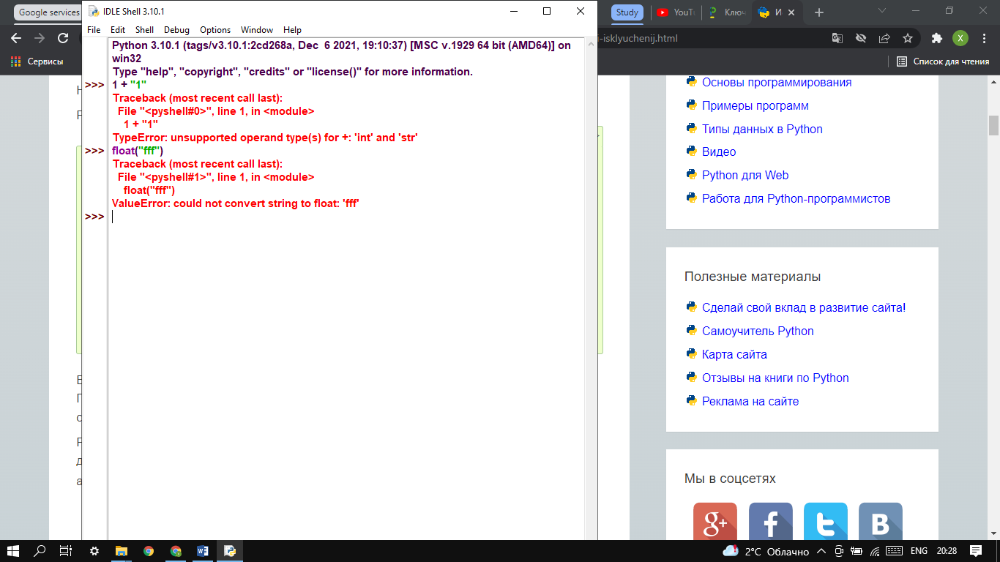 Google services
IDLE Shell 3.10.1
Study
YouTu
Ключ
И
File Edit Shell Debug Options Window Help
i-isklyuchenij.html
X
Сервисы
Список для чтения
Python 3.10.1 (tags/v3.10.1:2cd268a, Dec 6 2021, 19:10:37) [MSC v.1929 64 bit (AMD64)] on
win32
Type "help", "copyright", "credits" or "license()" for more information.
>>> 1 + "1"
Traceback (most recent call last):
File "<pyshell#0>", line 1, in <module>
1 + "1"
TypeError: unsupported operand type(s) for +: 'int' and 'str'
>>> float("fff")
Traceback (most recent call last):
File "<pyshell#1>", line 1, in <module>
float("fff")
ValueError: could not convert string to float: 'fff'
>>>
Основы программирования
Примеры программ
Типы данных в Python
Видео
Python для Web
Работа для Python-программистов
Полезные материалы
Сделай свой вклад в развитие сайта!
Самоучитель Python
Карта сайта
Отзывы на книги по Python
Реклама на сайте
Мы в соцсетях
g+ f t B
2°C Облачно
ENG
20:28